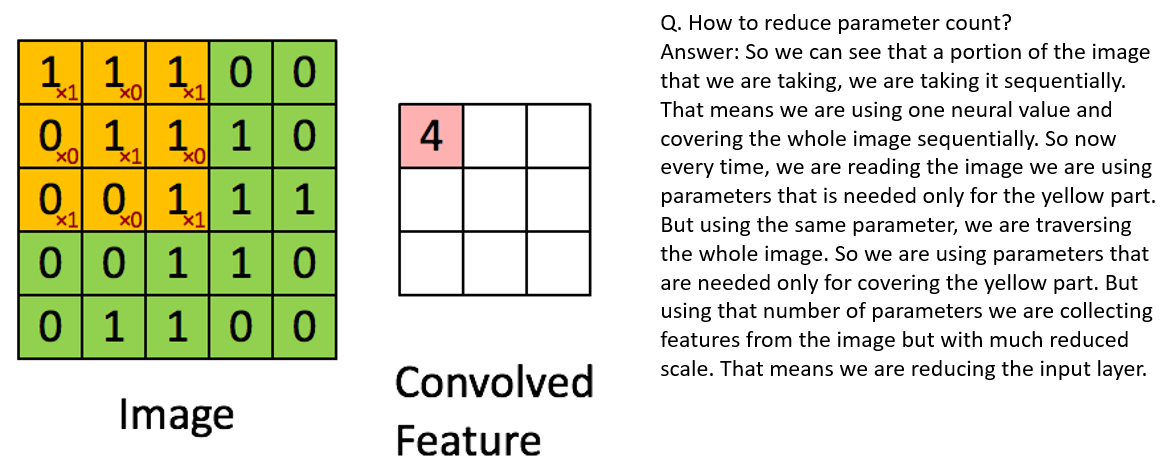 1×1 1×0 1×1 0 0
0×0 1×1 1×0 1 0
0×1 0×0 1×1 1 1
0 0 1 1 0
0 1 1 0 0
Image
4
Convolved
Feature
Q. How to reduce parameter count?
Answer: So we can see that a portion of the image
that we are taking, we are taking it sequentially.
That means we are using one neural value and
covering the whole image sequentially. So now
every time, we are reading the image we are using
parameters that is needed only for the yellow part.
But using the same parameter, we are traversing
the whole image. So we are using parameters that
are needed only for covering the yellow part. But
using that number of parameters we are collecting
features from the image but with much reduced
scale. That means we are reducing the input layer.